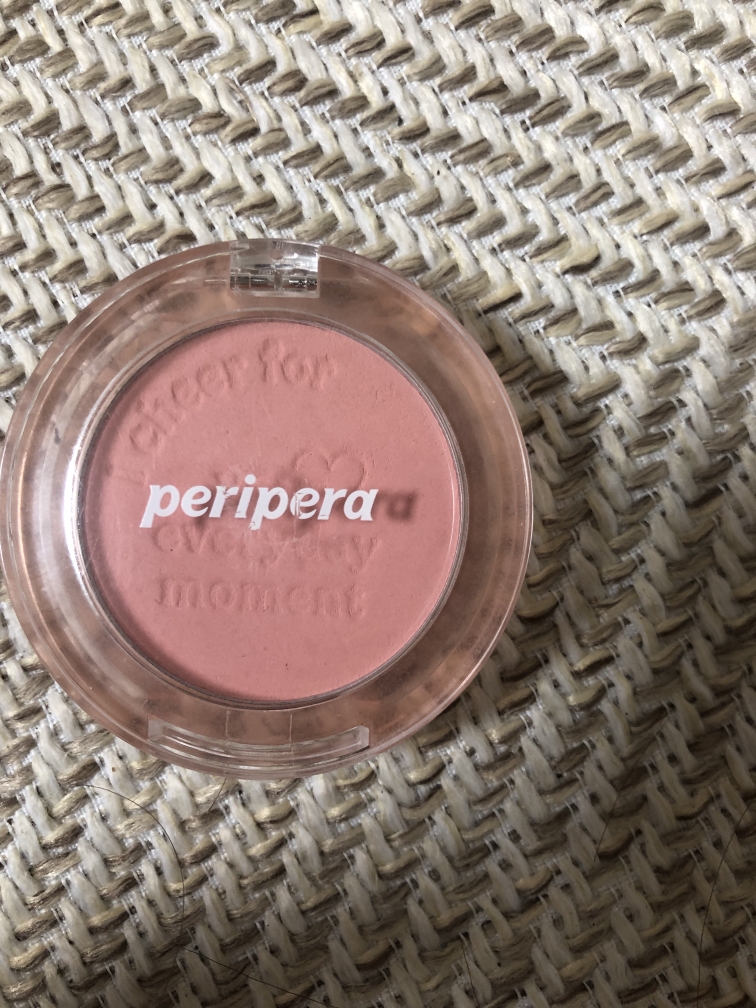 I cheer for
peripera
everyday
moment